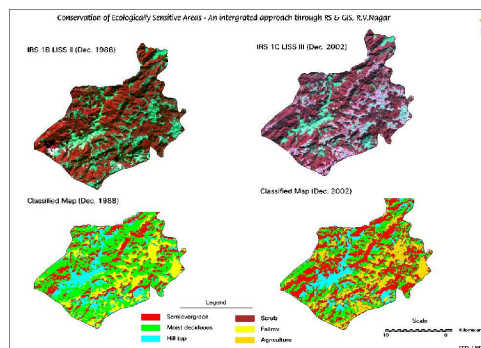 Conservation of Ecologically Sensitive Areas - An intergrated approach through RS & GIS, R.V.Nagar
IRS 1B LISS II (Dec. 1988)
IRS 1C LISS III (Dec. 2002)
Classified Map (Dec. 1988)
Classified Map (Dec. 2002)
Legend
Semievergreen
Scrub
Moist deciduous
Fallow
Hill top
Agriculture
Scale
10
0
Kilometer